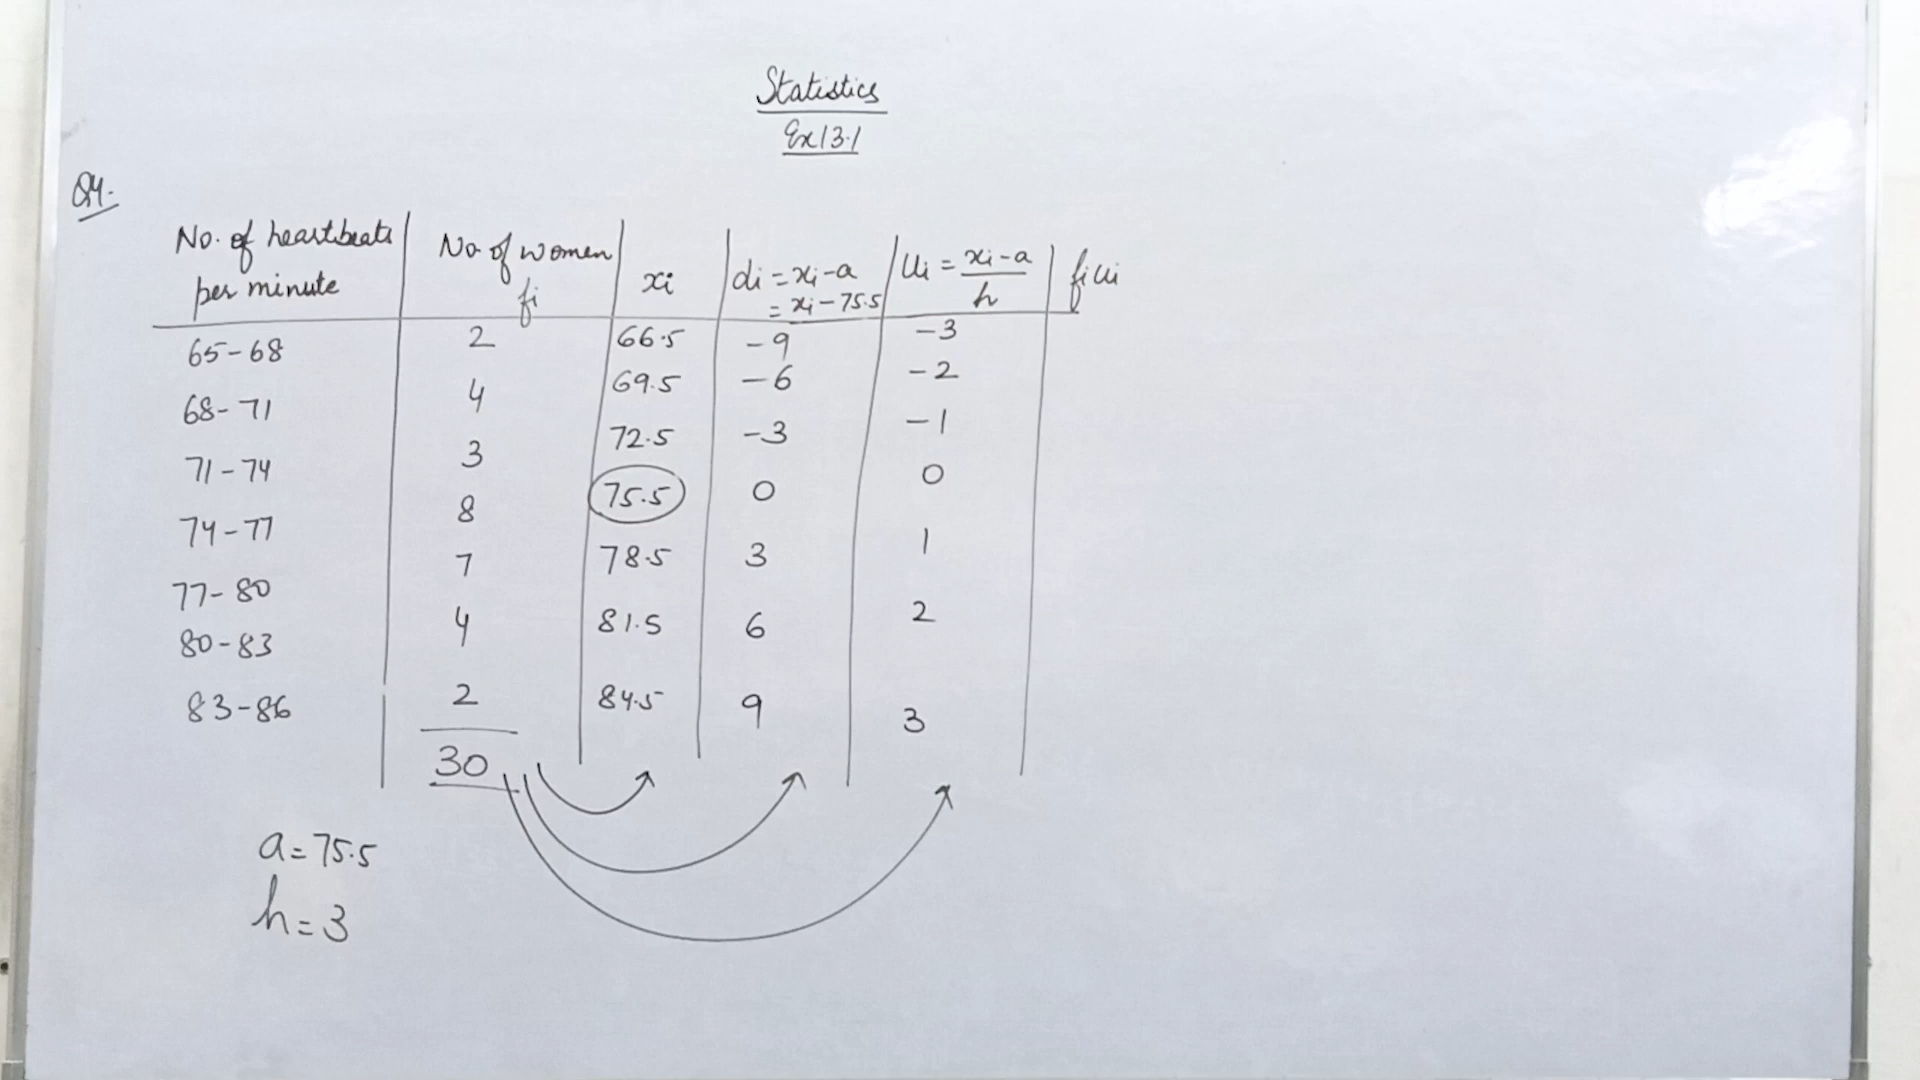 Statistics
Ex 13.1
Q4.
No. of heartbeats per minute | No of women fi | xi | di = xi-a = xi-75.5 | ui = xi-a / h | fiui
65-68 2 66.5 -9 -3
68-71 4 69.5 -6 -2
71-74 3 72.5 -3 -1
74-77 8 75.5 0 0
77-80 7 78.5 3 1
80-83 4 81.5 6 2
83-86 2 84.5 9 3
30
a=75.5
h=3